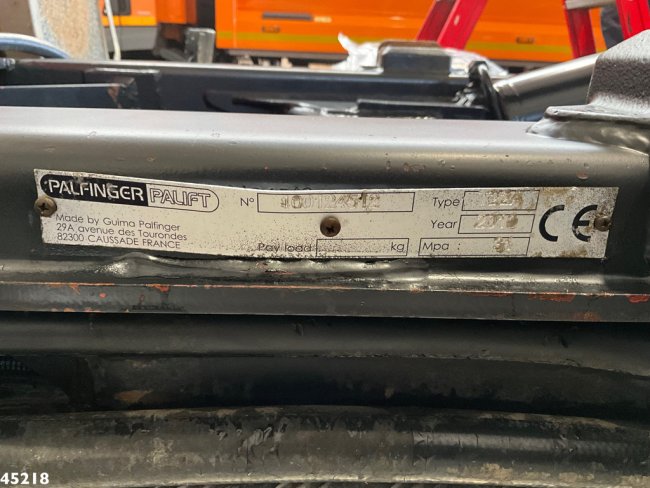 PALFINGER PALIFT
N°
Type
Made by Guima Palfinger
29A avenue des Tourondes
82300 CAUSSADE FRANCE
Year
CE
Pay load kg
Mpa :
45218